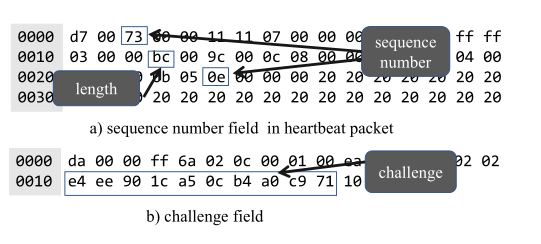 0000 d7 00 73 00 00 11 11 07 00 00 00 ff ff
sequence
number
0010 03 00 00 bc 00 9c 00 0c 08 00 00 04 00
0020 b 05 0e 00 00 00 20 20 20 20 20 20
length
0030 20 20 20 20 20 20 20 20 20 20 20 20
a) sequence number field in heartbeat packet
0000 da 00 00 ff 6a 02 0c 00 01 00 ea 02 02
challenge
0010 e4 ee 90 1c a5 0c b4 a0 c9 71 10
b) challenge field